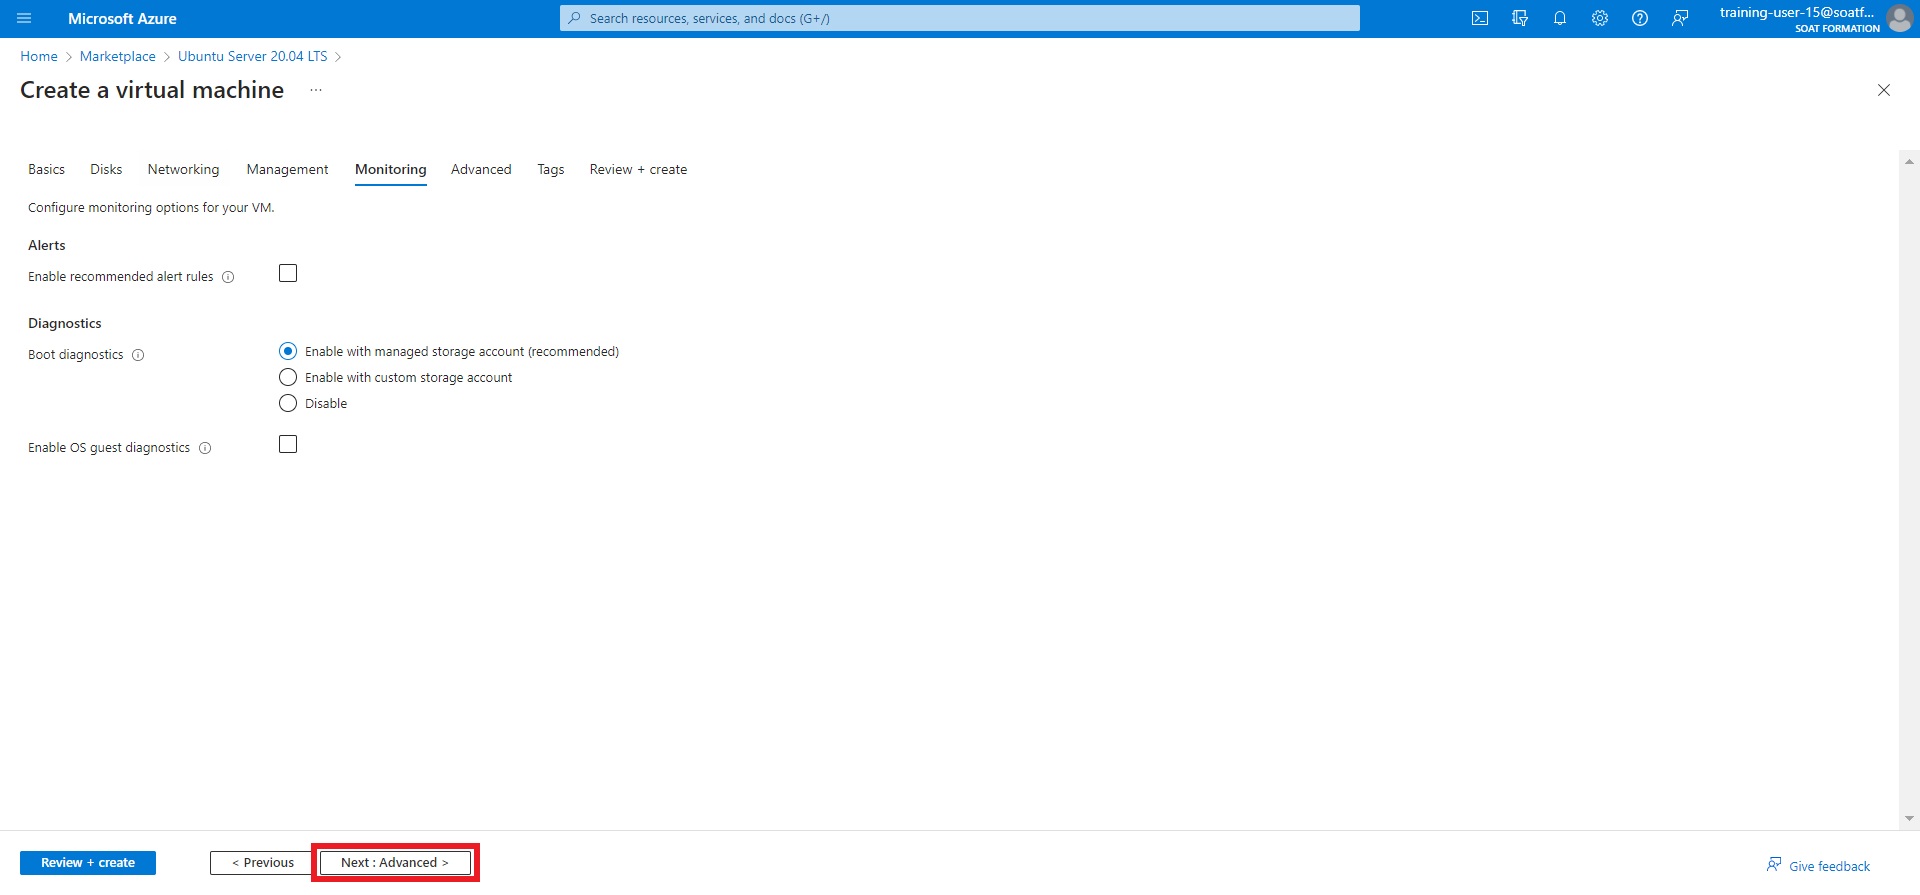 Microsoft Azure
Search resources, services, and docs (G+/)
training-user-15@soatf...
SOAT FORMATION
Home > Marketplace > Ubuntu Server 20.04 LTS >
Create a virtual machine ...
Basics Disks Networking Management Monitoring Advanced Tags Review + create
Configure monitoring options for your VM.
Alerts
Enable recommended alert rules
Diagnostics
Boot diagnostics
Enable with managed storage account (recommended)
Enable with custom storage account
Disable
Enable OS guest diagnostics
Review + create
< Previous
Next : Advanced >
Give feedback